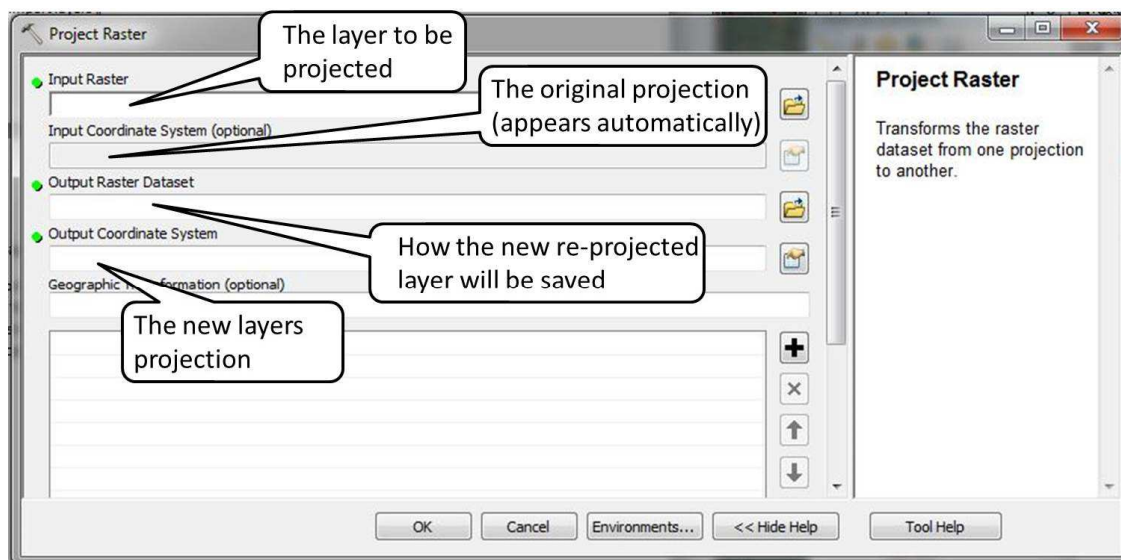 Project Raster
The layer to be
projected
Input Raster
The original projection
(appears automatically)
Input Coordinate System (optional)
Output Raster Dataset
How the new re-projected
layer will be saved
Output Coordinate System
Geographic formation (optional)
The new layers
projection
OK
Cancel
Environments...
<< Hide Help
Tool Help
Project Raster
Transforms the raster
dataset from one projection
to another.